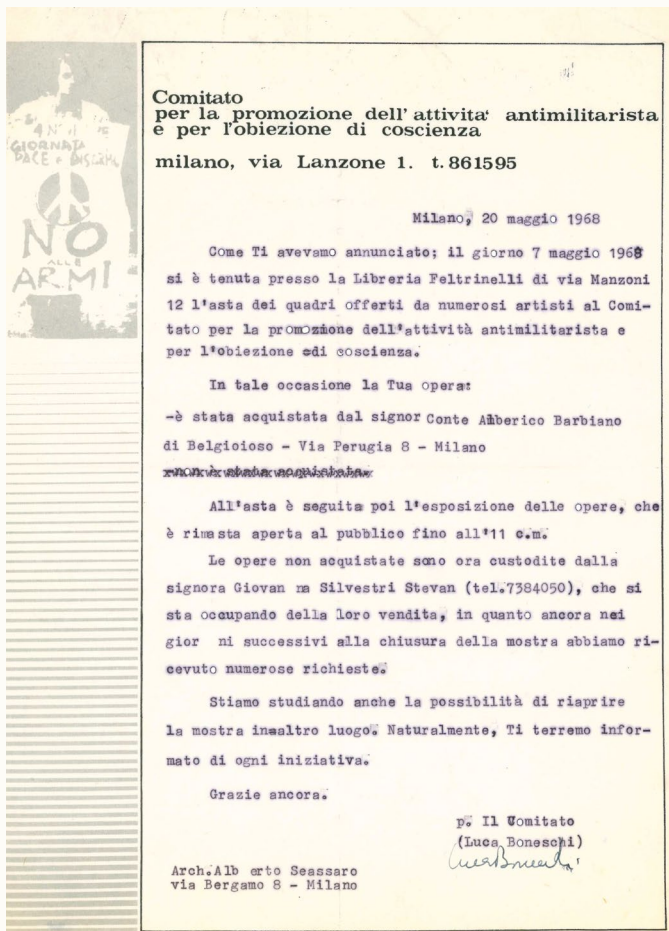 4 NOV
GIORNATA
PACE e DISARMO
NO
ALLE
ARMI
Comitato
per la promozione dell'attività antimilitarista
e per l'obiezione di coscienza
milano, via Lanzone 1. t.861595
Milano, 20 maggio 1968
Come Ti avevamo annunciato; il giorno 7 maggio 1968
si è tenuta presso la Libreria Feltrinelli di via Manzoni
12 l'asta dei quadri offerti da numerosi artisti al Comi-
tato per la promozione dell'attività antimilitarista e
per l'obiezione di coscienza.
In tale occasione la Tua opera:
-è stata acquistata dal signor Conte Alberico Barbiano
di Belgioioso - Via Perugia 8 - Milano
-non è stata acquistata.
All'asta è seguita poi l'esposizione delle opere, che
è rimasta aperta al pubblico fino all'11 c.m.
Le opere non acquistate sono ora custodite dalla
signora Giovan na Silvestri Stevan (tel.7384050), che si
sta occupando della loro vendita, in quanto ancora nei
gior ni successivi alla chiusura della mostra abbiamo ri-
cevuto numerose richieste.
Stiamo studiando anche la possibilità di riaprire
la mostra in altro luogo. Naturalmente, Ti terremo infor-
mato di ogni iniziativa.
Grazie ancora.
p. Il Comitato
(Luca Boneschi)
Luca Boneschi
Arch.Alb erto Seassaro
via Bergamo 8 - Milano